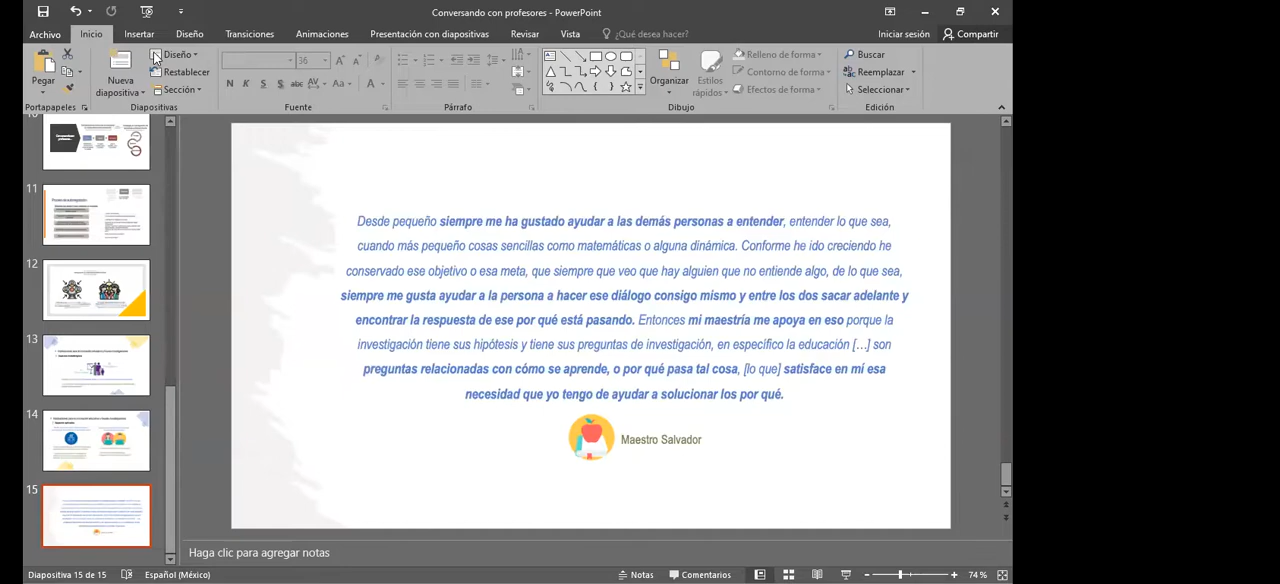 Conversando con profesores - PowerPoint
Archivo Inicio Insertar Diseño Transiciones Animaciones Presentación con diapositivas Revisar Vista ¿Qué desea hacer? Iniciar sesión Compartir
Pegar
Nueva diapositiva
Diseño
Restablecer
Sección
36
N K S S abc AV Aa A
Organizar
Estilos rápidos
Relleno de forma
Contorno de forma
Efectos de forma
Buscar
Reemplazar
Seleccionar
Portapapeles Diapositivas Fuente Párrafo Dibujo Edición
11
12
13
14
15
Desde pequeño siempre me ha gustado ayudar a las demás personas a entender, entender lo que sea,
cuando más pequeño cosas sencillas como matemáticas o alguna dinámica. Conforme he ido creciendo he
conservado ese objetivo o esa meta, que siempre que veo que hay alguien que no entiende algo, de lo que sea,
siempre me gusta ayudar a la persona a hacer ese diálogo consigo mismo y entre los dos sacar adelante y
encontrar la respuesta de ese por qué está pasando. Entonces mi maestría me apoya en eso porque la
investigación tiene sus hipótesis y tiene sus preguntas de investigación, en específico la educación [...] son
preguntas relacionadas con cómo se aprende, o por qué pasa tal cosa, [lo que] satisface en mí esa
necesidad que yo tengo de ayudar a solucionar los por qué.
Maestro Salvador
Haga clic para agregar notas
Diapositiva 15 de 15 Español (México) Notas Comentarios 74 %